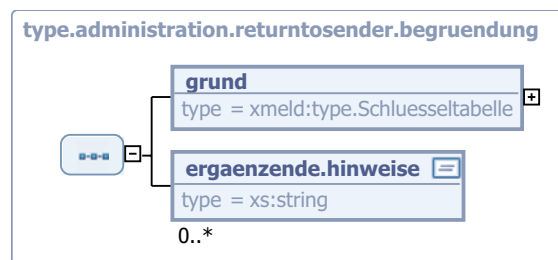 type.administration.returntosender.begruendung
grund
type = xmeld:type.Schluesseltabelle
ergaenzende.hinweise
type = xs:string
0..*